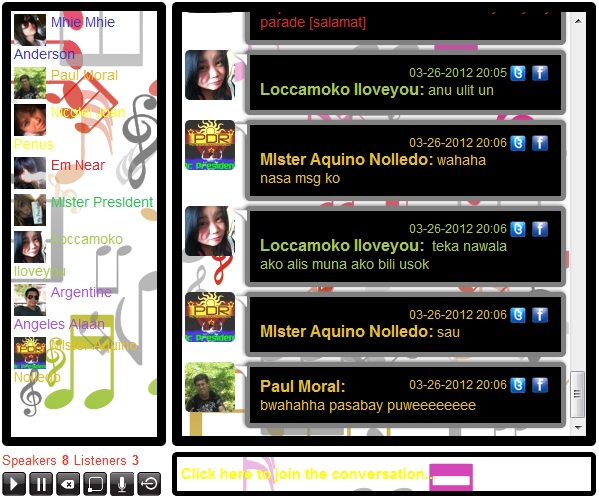 Mhie Mhie
Anderson
Paul Moral
Penus
Em Near
MIster President
Loccamoko
Iloveyou
Argentine
Angeles Alaan
Mister Aquino
Nolledo
parade [salamat]
03-26-2012 20:05
Loccamoko Iloveyou: anu ulit un
03-26-2012 20:06
MIster Aquino Nolledo: wahaha
nasa msg ko
03-26-2012 20:06
Loccamoko Iloveyou: teka nawala
ako alis muna ako bili usok
03-26-2012 20:06
MIster Aquino Nolledo: sau
Paul Moral: 03-26-2012 20:06
bwahahha pasabay puweeeeeeee
Speakers 8 Listeners 3
Click here to join the conversation..